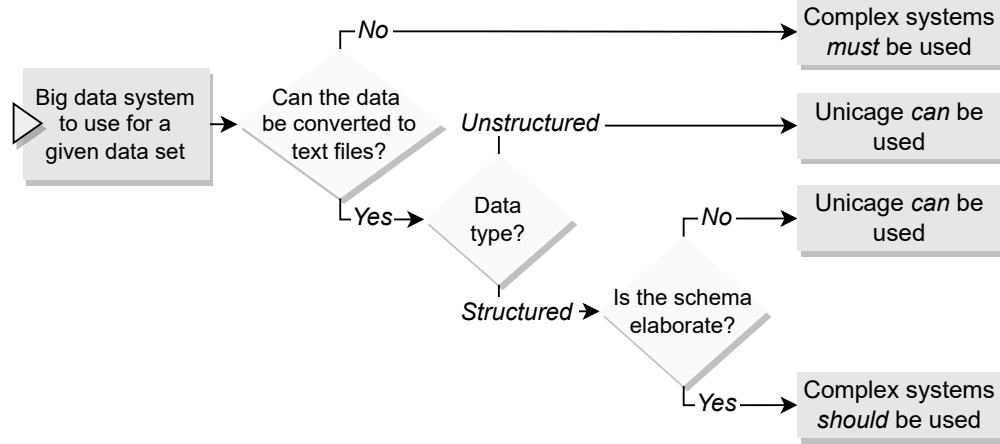 Big data system
to use for a
given data set
Can the data
be converted to
text files?
No
Complex systems
must be used
Yes
Data
type?
Unstructured
Unicage can be
used
Structured
Is the schema
elaborate?
No
Unicage can be
used
Yes
Complex systems
should be used